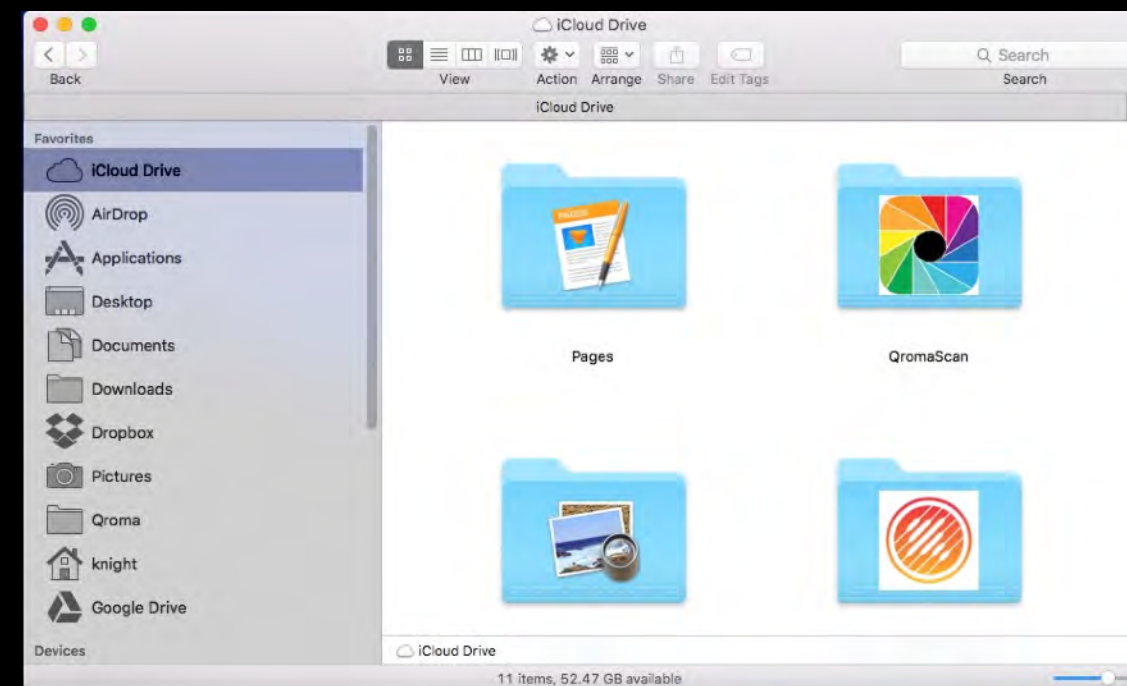 iCloud Drive
Back
View
Action
Arrange
Share
Edit Tags
Search
Search
iCloud Drive
Favorites
iCloud Drive
AirDrop
Applications
Desktop
Documents
Downloads
Dropbox
Pictures
Qroma
knight
Google Drive
Devices
PAGES
Pages
QromaScan
iCloud Drive
11 items, 52.47 GB available